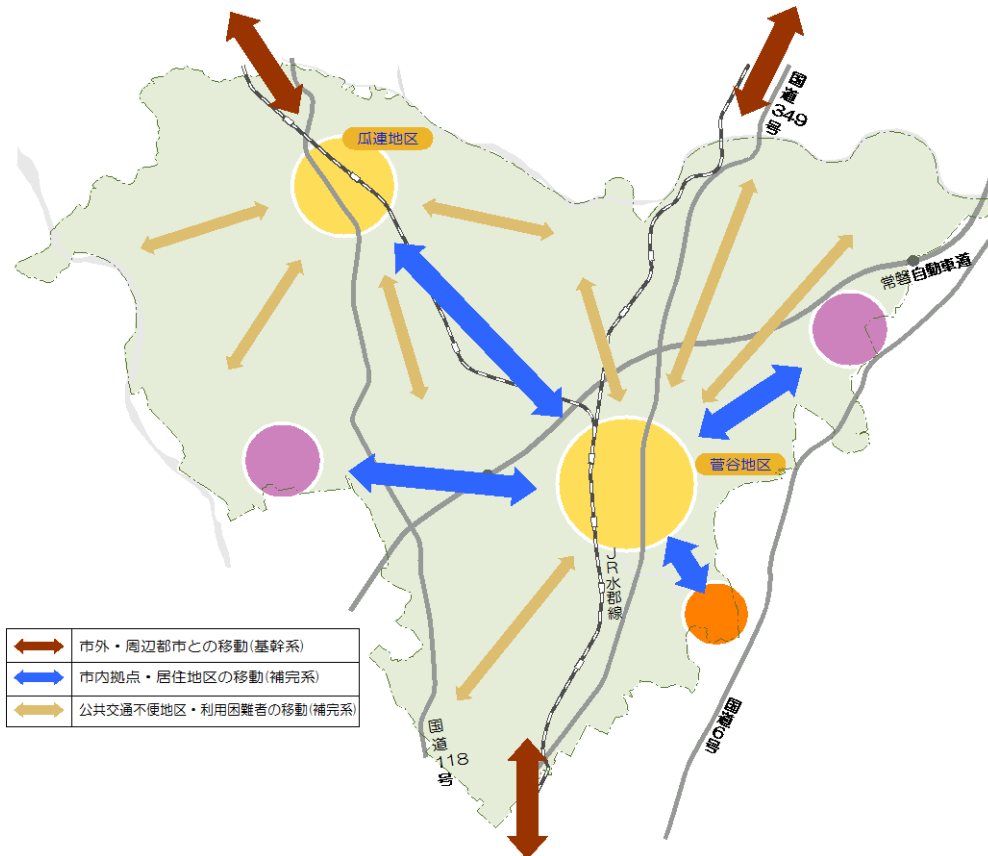 国道349号
瓜連地区
常磐自動車道
菅谷地区
JR水郡線
市外・周辺都市との移動(基幹系)
市内拠点・居住地区の移動(補完系)
公共交通不便地区・利用困難者の移動(補完系)
国道118号